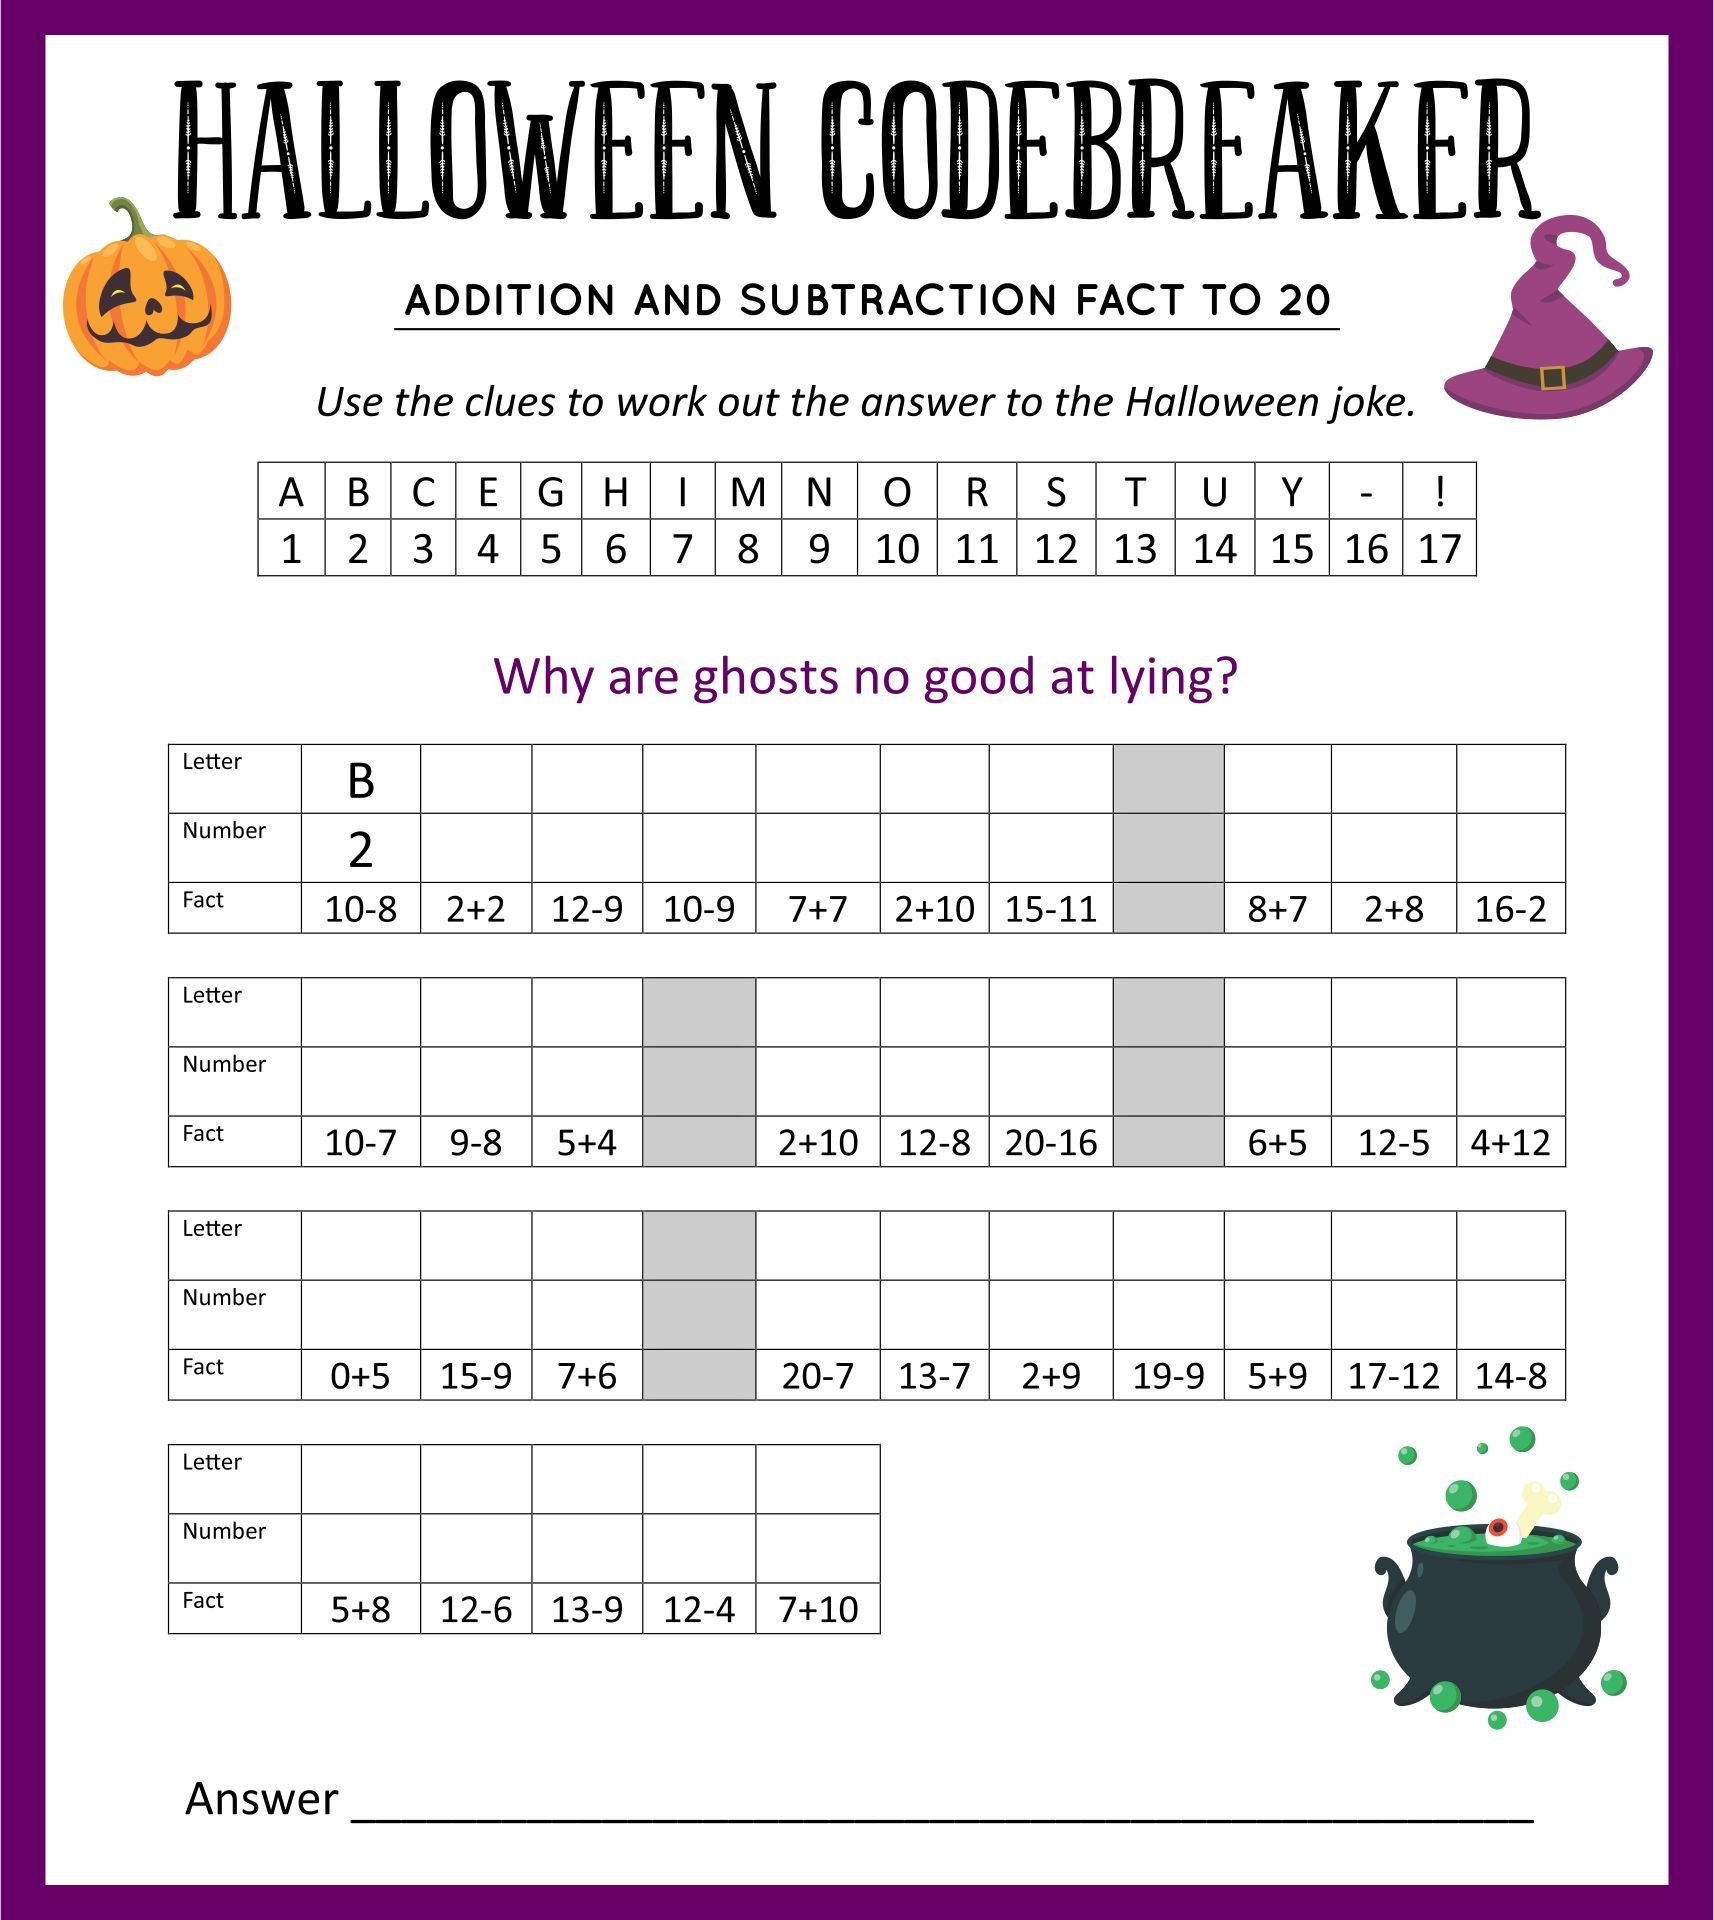 HALLOWEEN CODEBREAKER
ADDITION AND SUBTRACTION FACT TO 20
Use the clues to work out the answer to the Halloween joke.
A B C E G H I M N O R S T U Y - !
1 2 3 4 5 6 7 8 9 10 11 12 13 14 15 16 17
Why are ghosts no good at lying?
Letter B
Number 2
Fact 10-8 2+2 12-9 10-9 7+7 2+10 15-11 8+7 2+8 16-2
Letter
Number
Fact 10-7 9-8 5+4 2+10 12-8 20-16 6+5 12-5 4+12
Letter
Number
Fact 0+5 15-9 7+6 20-7 13-7 2+9 19-9 5+9 17-12 14-8
Letter
Number
Fact 5+8 12-6 13-9 12-4 7+10
Answer